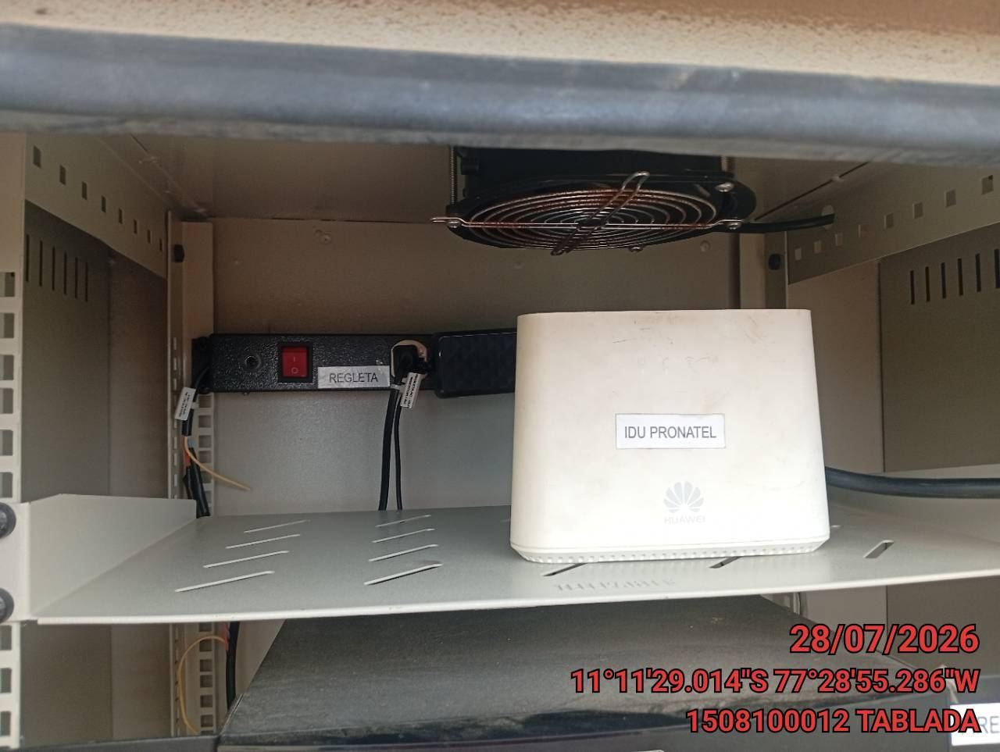 REGLETA
IDU PRONATEL
HUAWEI
28/07/2026
11°11'29.014"S 77°28'55.286"W
1508100012 TABLADA